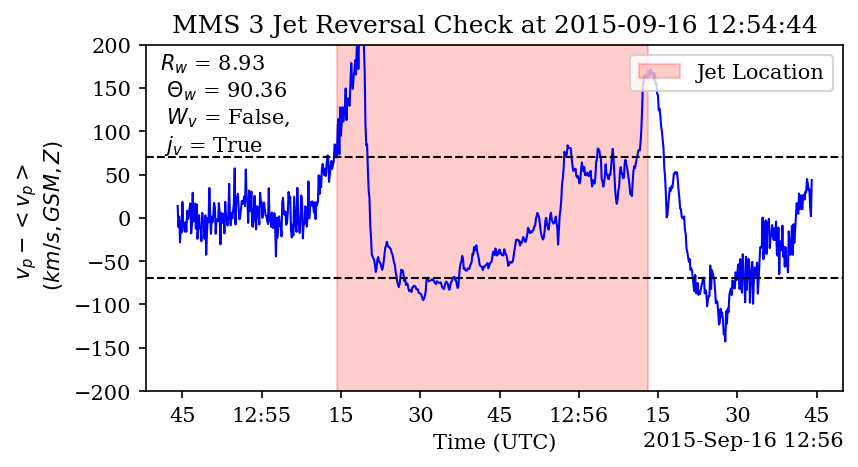 MMS 3 Jet Reversal Check at 2015-09-16 12:54:44
R_w = 8.93
Θ_w = 90.36
W_v = False,
j_v = True
Jet Location
v_p − < v_p >
(km/s, GSM, Z)
200
150
100
50
0
−50
−100
−150
−200
45 12:55 15 30 45 12:56 15 30 45
Time (UTC)
2015-Sep-16 12:56